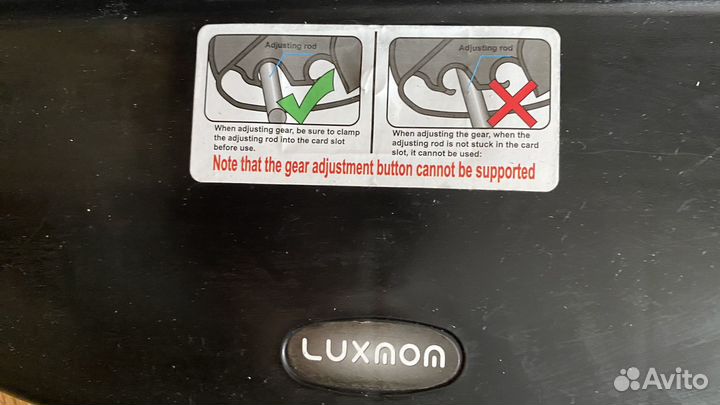 Adjusting rod
When adjusting gear, be sure to clamp
the adjusting rod into the card slot
before use.
Adjusting rod
When adjusting the gear, when the
adjusting rod is not stuck in the card
slot, it cannot be used:
Note that the gear adjustment button cannot be supported
LUXMOM
Avito